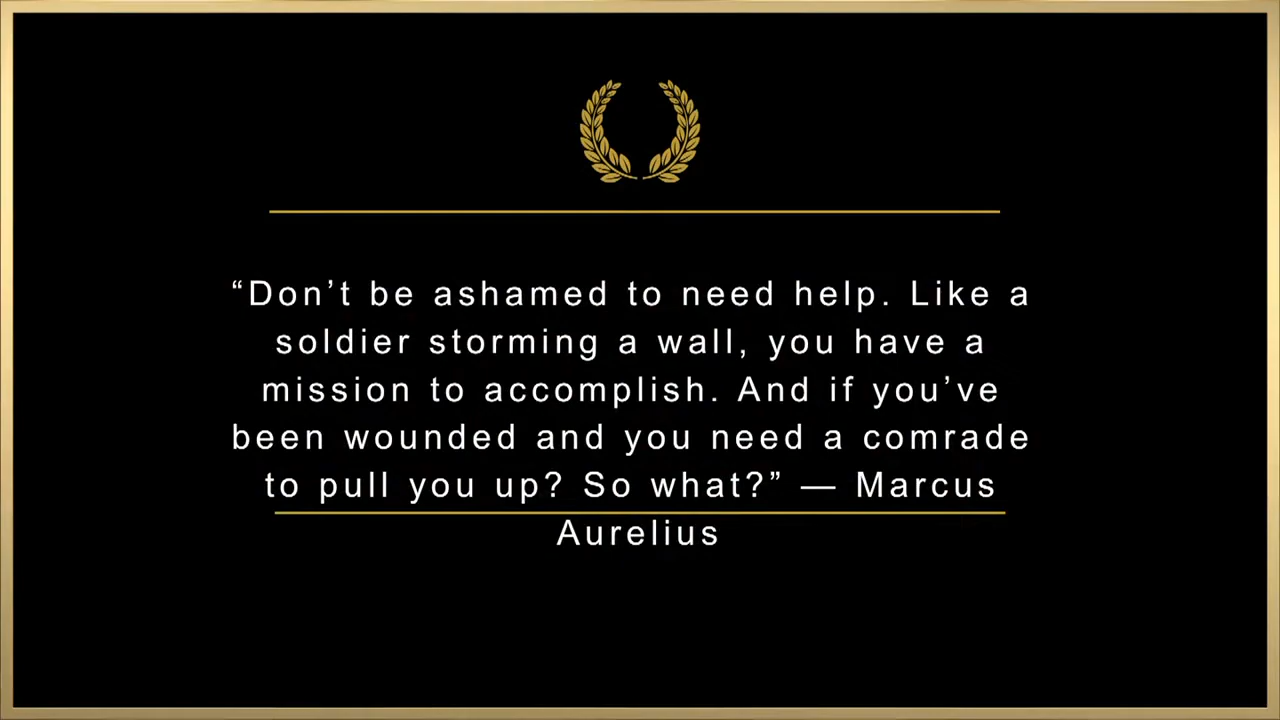 “Don’t be ashamed to need help. Like a
soldier storming a wall, you have a
mission to accomplish. And if you’ve
been wounded and you need a comrade
to pull you up? So what?” — Marcus
Aurelius